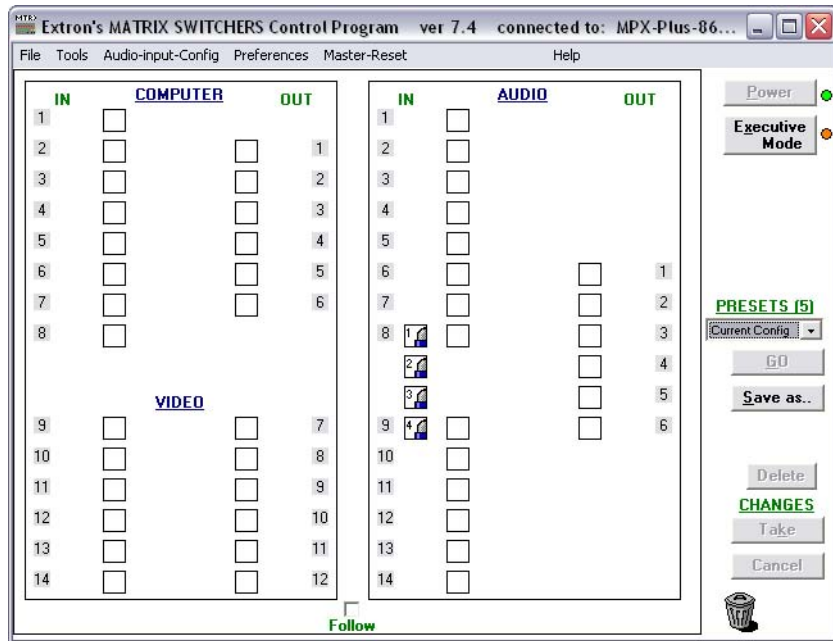 MTRX Extron's MATRIX SWITCHERS Control Program ver 7.4 connected to: MPX-Plus-86...
File Tools Audio-input-Config Preferences Master-Reset Help
IN COMPUTER OUT
1
2 1
3 2
4 3
5 4
6 5
7 6
8
VIDEO
9 7
10 8
11 9
12 10
13 11
14 12
IN AUDIO OUT
1
2
3
4
5
6 1
7 2
8 1 3
2 4
3 5
9 4 6
10
11
12
13
14
Follow
Power
Executive
Mode
PRESETS (5)
Current Config
GO
Save as..
Delete
CHANGES
Take
Cancel